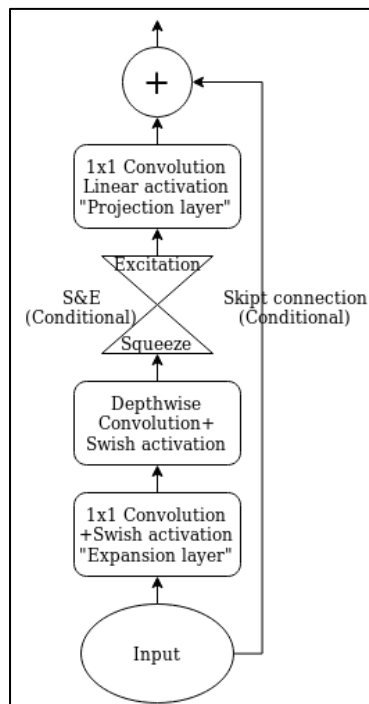 +
1x1 Convolution
Linear activation
"Projection layer"
Excitation
S&E
(Conditional)
Skipt connection
(Conditional)
Squeeze
Depthwise
Convolution+
Swish activation
1x1 Convolution
+Swish activation
"Expansion layer"
Input